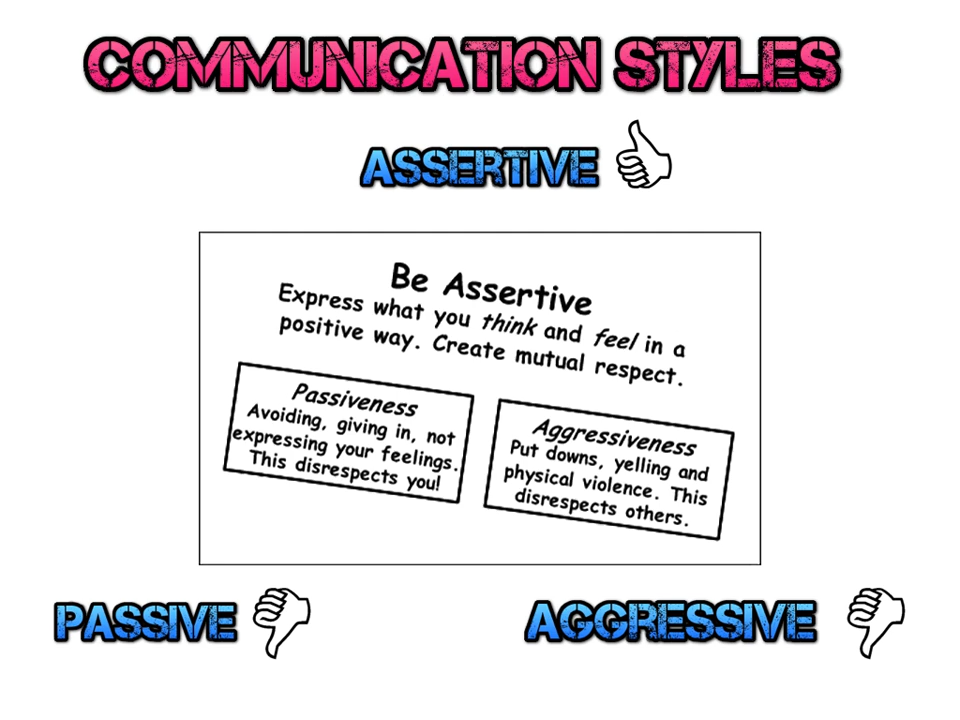 COMMUNICATION STYLES
ASSERTIVE
Be Assertive
Express what you think and feel in a
positive way. Create mutual respect.
Passiveness
Avoiding, giving in, not
expressing your feelings.
This disrespects you!
Aggressiveness
Put downs, yelling and
physical violence. This
disrespects others.
PASSIVE
AGGRESSIVE